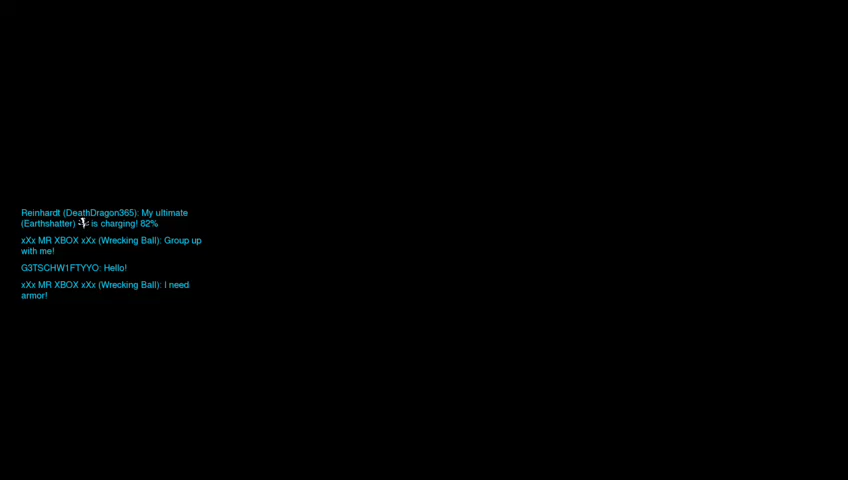 Reinhardt (DeathDragon365): My ultimate
(Earthshatter) is charging! 82%
xXx MR XBOX xXx (Wrecking Ball): Group up
with me!
G3TSCHW1FTYYO: Hello!
xXx MR XBOX xXx (Wrecking Ball): I need
armor!